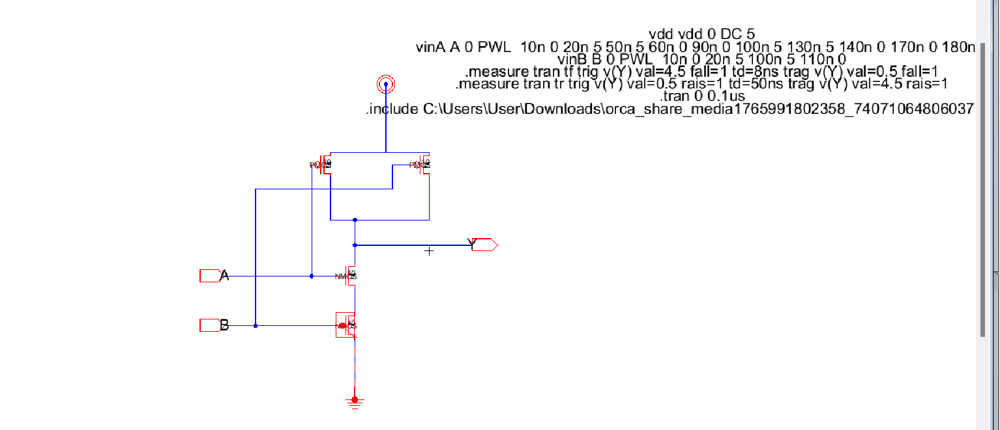 vdd vdd 0 DC 5
vinA A 0 PWL 10n 0 20n 5 50n 5 60n 0 90n 0 100n 5 130n 5 140n 0 170n 0 180n
vinB B 0 PWL 10n 0 20n 5 100n 5 110n 0
.measure tran tf trig v(Y) val=4.5 fall=1 td=8ns trag v(Y) val=0.5 fall=1
.measure tran tr trig v(Y) val=0.5 rais=1 td=50ns trag v(Y) val=4.5 rais=1
.tran 0 0.1us
.include C:\Users\User\Downloads\orca_share_media1765991802358_74071064806037
Y
A
B